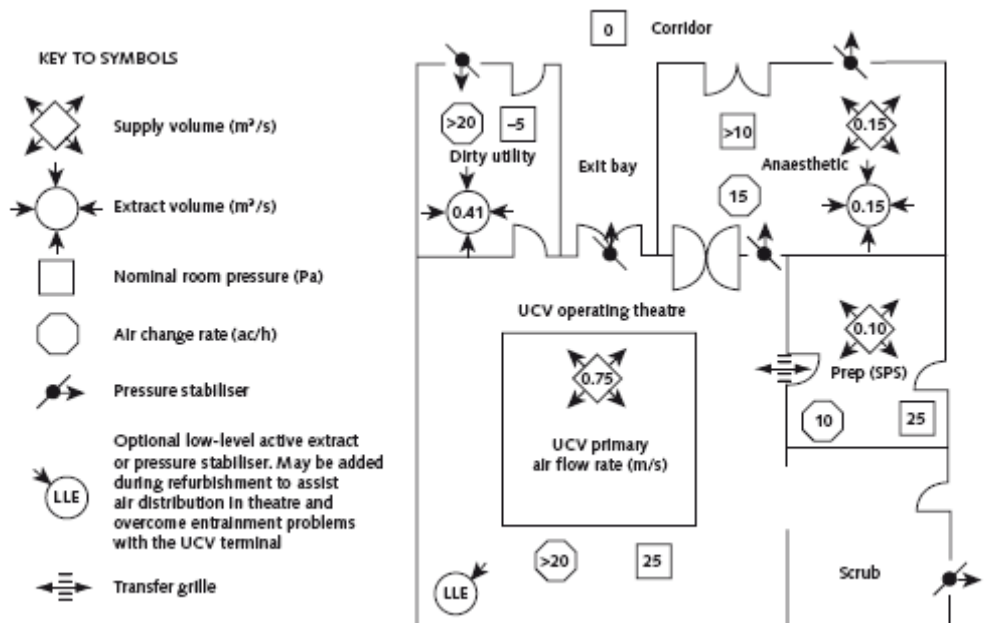 KEY TO SYMBOLS
Supply volume (m³/s)
Extract volume (m³/s)
Nominal room pressure (Pa)
Air change rate (ac/h)
Pressure stabiliser
Optional low-level active extract
or pressure stabiliser. May be added
during refurbishment to assist
air distribution in theatre and
overcome entrainment problems
with the UCV terminal
LLE
Transfer grille
0
Corridor
>20
–5
Dirty utility
0.41
Exit bay
>10
0.15
Anaesthetic
15
0.15
UCV operating theatre
0.75
UCV primary
air flow rate (m/s)
0.10
Prep (SPS)
10
25
>20
25
LLE
Scrub